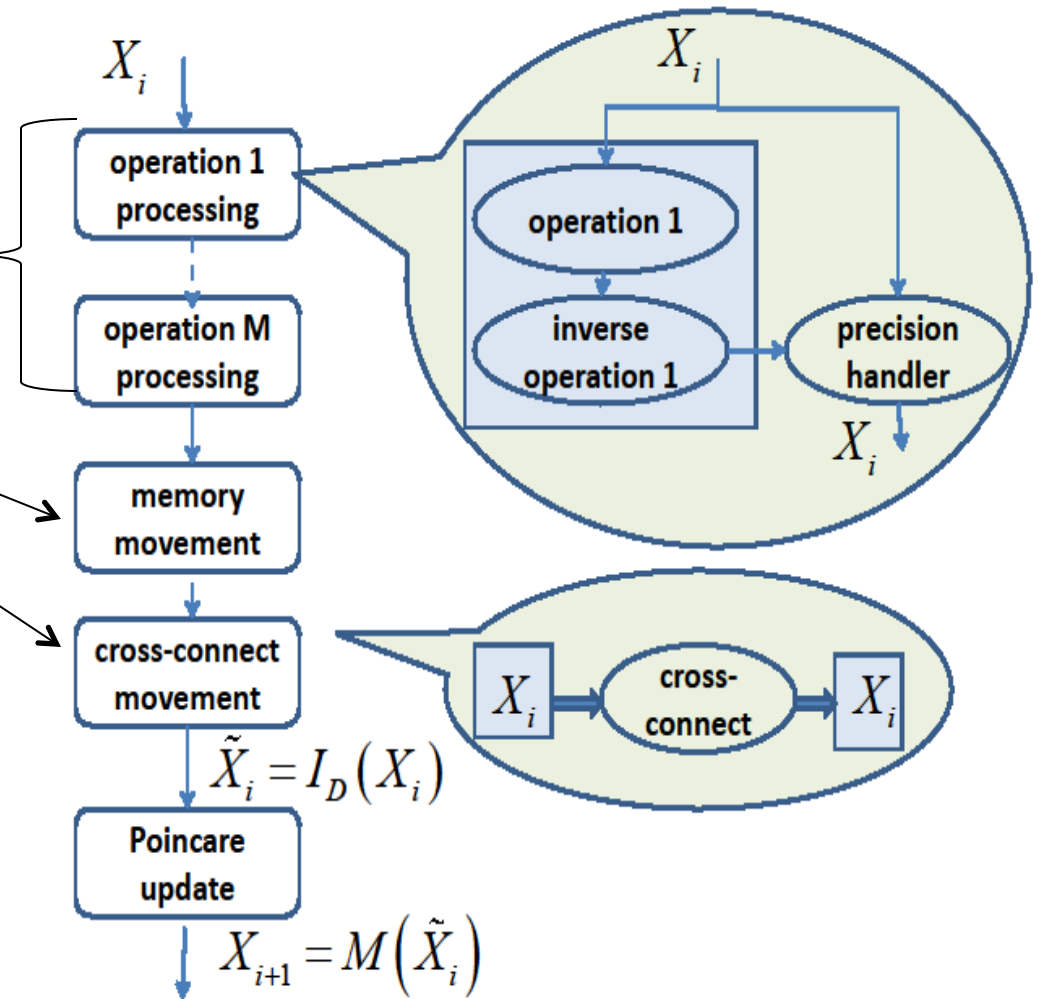 X_i
operation 1
processing
operation M
processing
memory
movement
cross-connect
movement
X̃_i = I_D(X_i)
Poincare
update
X_{i+1} = M(X̃_i)
X_i
operation 1
inverse
operation 1
precision
handler
X_i
X_i
cross-
connect
X_i